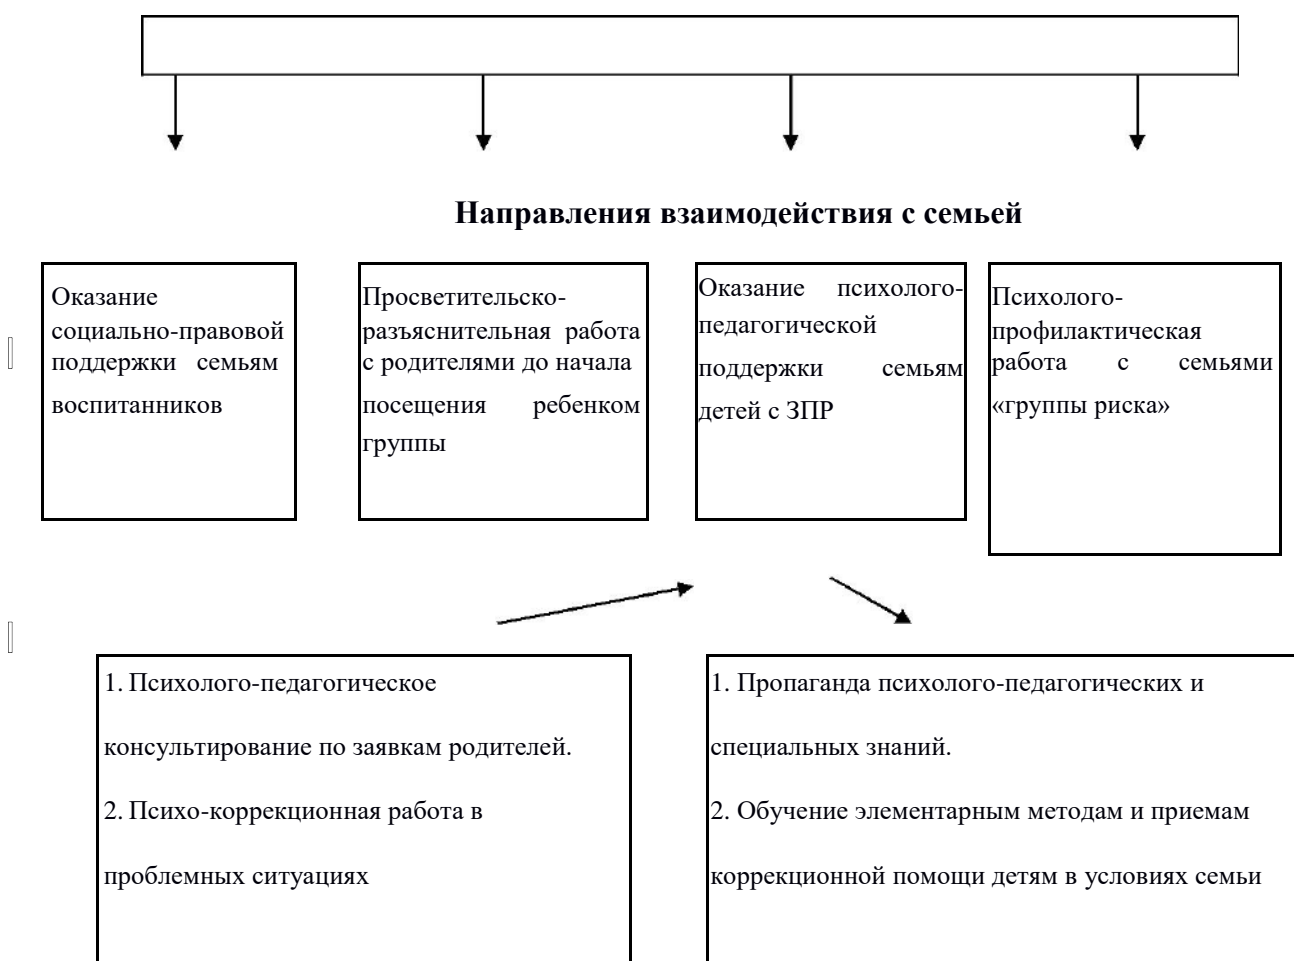 Направления взаимодействия с семьей
Оказание
социально-правовой
поддержки семьям
воспитанников
Просветительско-
разъяснительная работа
с родителями до начала
посещения ребенком
группы
Оказание психолого-
педагогической
поддержки семьям
детей с ЗПР
Психолого-
профилактическая
работа с семьями
«группы риска»
1. Психолого-педагогическое
консультирование по заявкам родителей.
2. Психо-коррекционная работа в
проблемных ситуациях
1. Пропаганда психолого-педагогических и
специальных знаний.
2. Обучение элементарным методам и приемам
коррекционной помощи детям в условиях семьи